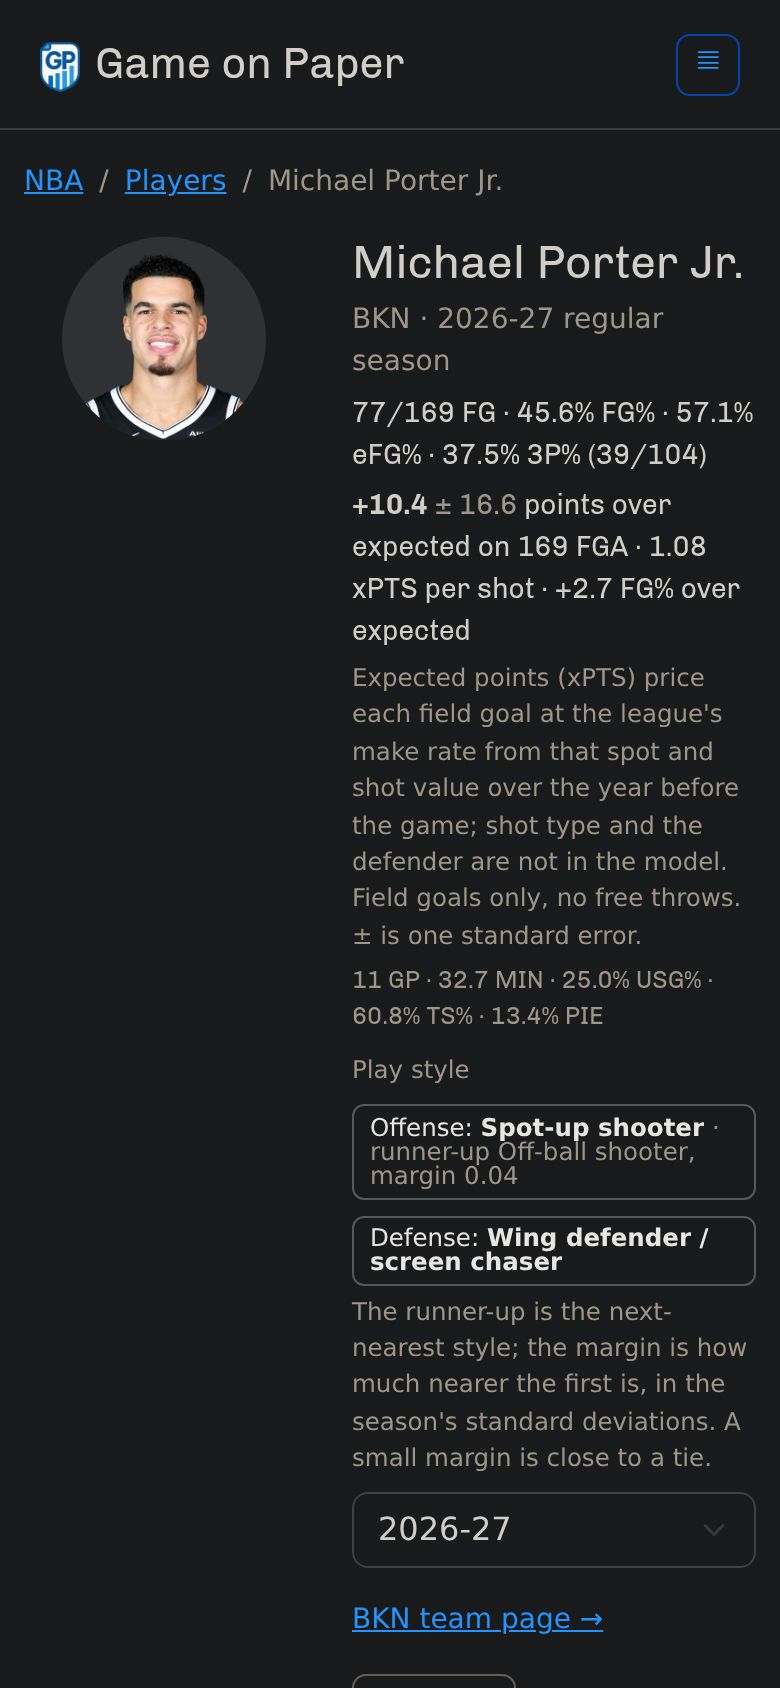 GP Game on Paper
NBA / Players / Michael Porter Jr.
Michael Porter Jr.
BKN · 2026-27 regular
season
77/169 FG · 45.6% FG% · 57.1%
eFG% · 37.5% 3P% (39/104)
+10.4 ± 16.6 points over
expected on 169 FGA · 1.08
xPTS per shot · +2.7 FG% over
expected
Expected points (xPTS) price
each field goal at the league's
make rate from that spot and
shot value over the year before
the game; shot type and the
defender are not in the model.
Field goals only, no free throws.
± is one standard error.
11 GP · 32.7 MIN · 25.0% USG% ·
60.8% TS% · 13.4% PIE
Play style
Offense: Spot-up shooter ·
runner-up Off-ball shooter,
margin 0.04
Defense: Wing defender /
screen chaser
The runner-up is the next-
nearest style; the margin is how
much nearer the first is, in the
season's standard deviations. A
small margin is close to a tie.
2026-27
BKN team page →